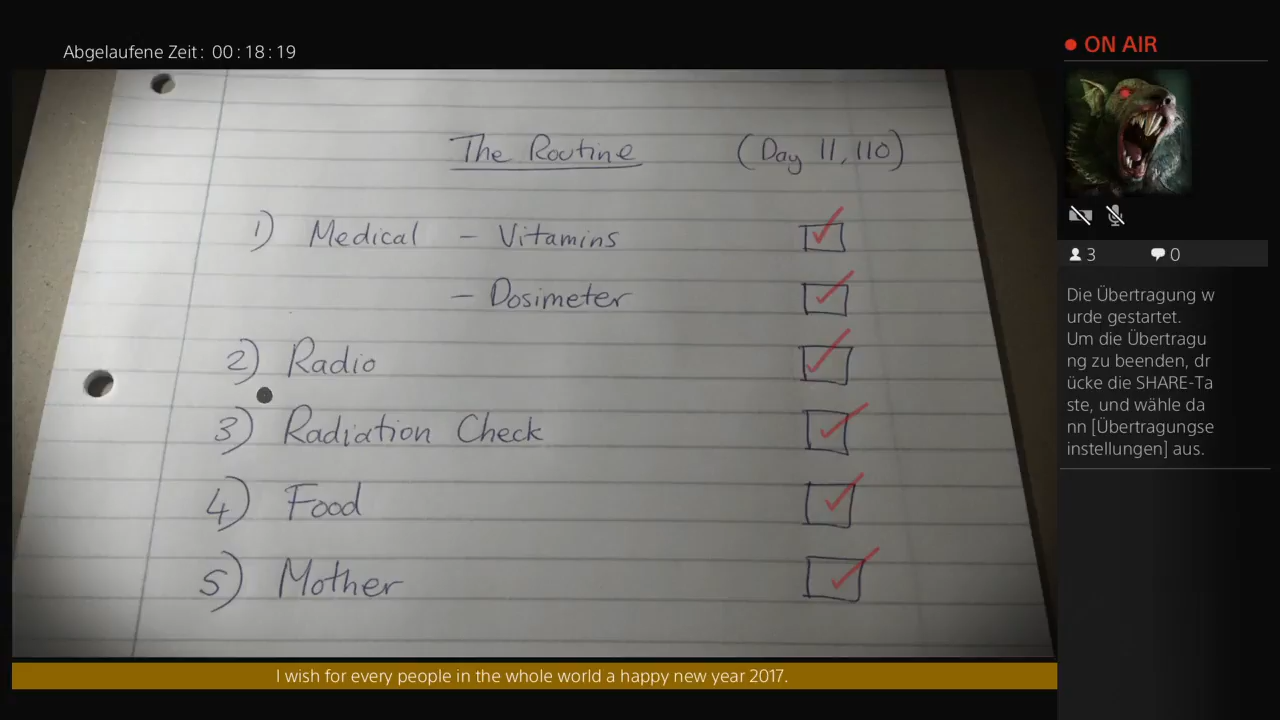 Abgelaufene Zeit: 00:18:19
The Routine (Day 11,110)
1) Medical - Vitamins
- Dosimeter
2) Radio
3) Radiation Check
4) Food
5) Mother
I wish for every people in the whole world a happy new year 2017.
ON AIR
3 0
Die Übertragung w
urde gestartet.
Um die Übertragu
ng zu beenden, dr
ücke die SHARE-Ta
ste, und wähle da
nn [Übertragungse
instellungen] aus.